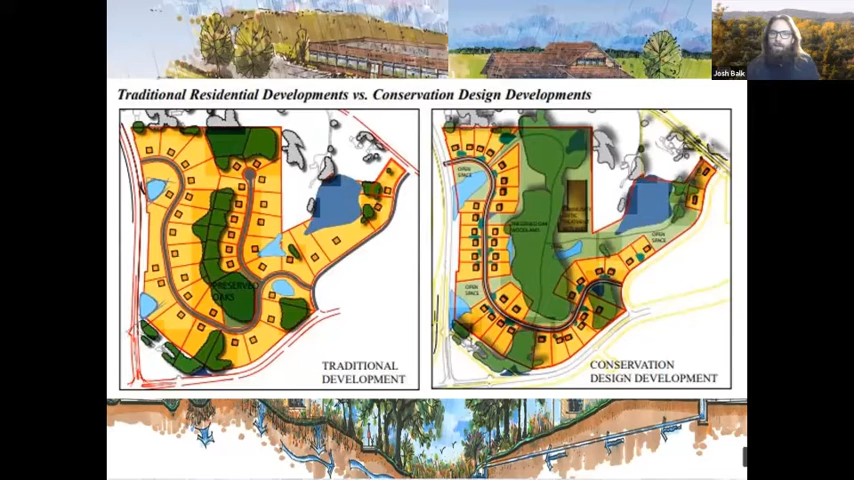 Josh Balk
Traditional Residential Developments vs. Conservation Design Developments
PRESERVED
OAKS
TRADITIONAL
DEVELOPMENT
OPEN
SPACE
WOODLAND
OPEN
SPACE
OPEN
SPACE
CONSERVATION
DESIGN DEVELOPMENT